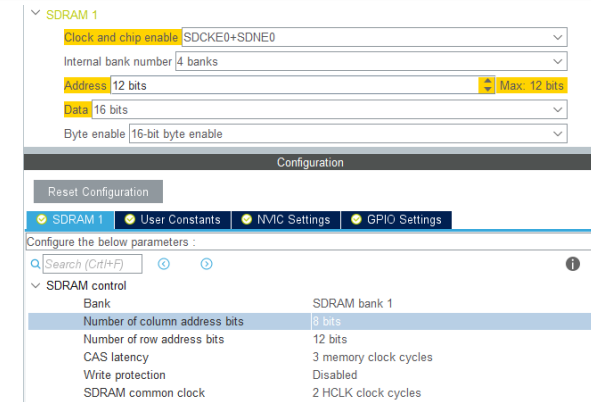 SDRAM 1
Clock and chip enable SDCKE0+SDNE0
Internal bank number 4 banks
Address 12 bits Max: 12 bits
Data 16 bits
Byte enable 16-bit byte enable
Configuration
Reset Configuration
SDRAM 1 User Constants NVIC Settings GPIO Settings
Configure the below parameters :
Search (Crtl+F)
SDRAM control
Bank SDRAM bank 1
Number of column address bits 8 bits
Number of row address bits 12 bits
CAS latency 3 memory clock cycles
Write protection Disabled
SDRAM common clock 2 HCLK clock cycles